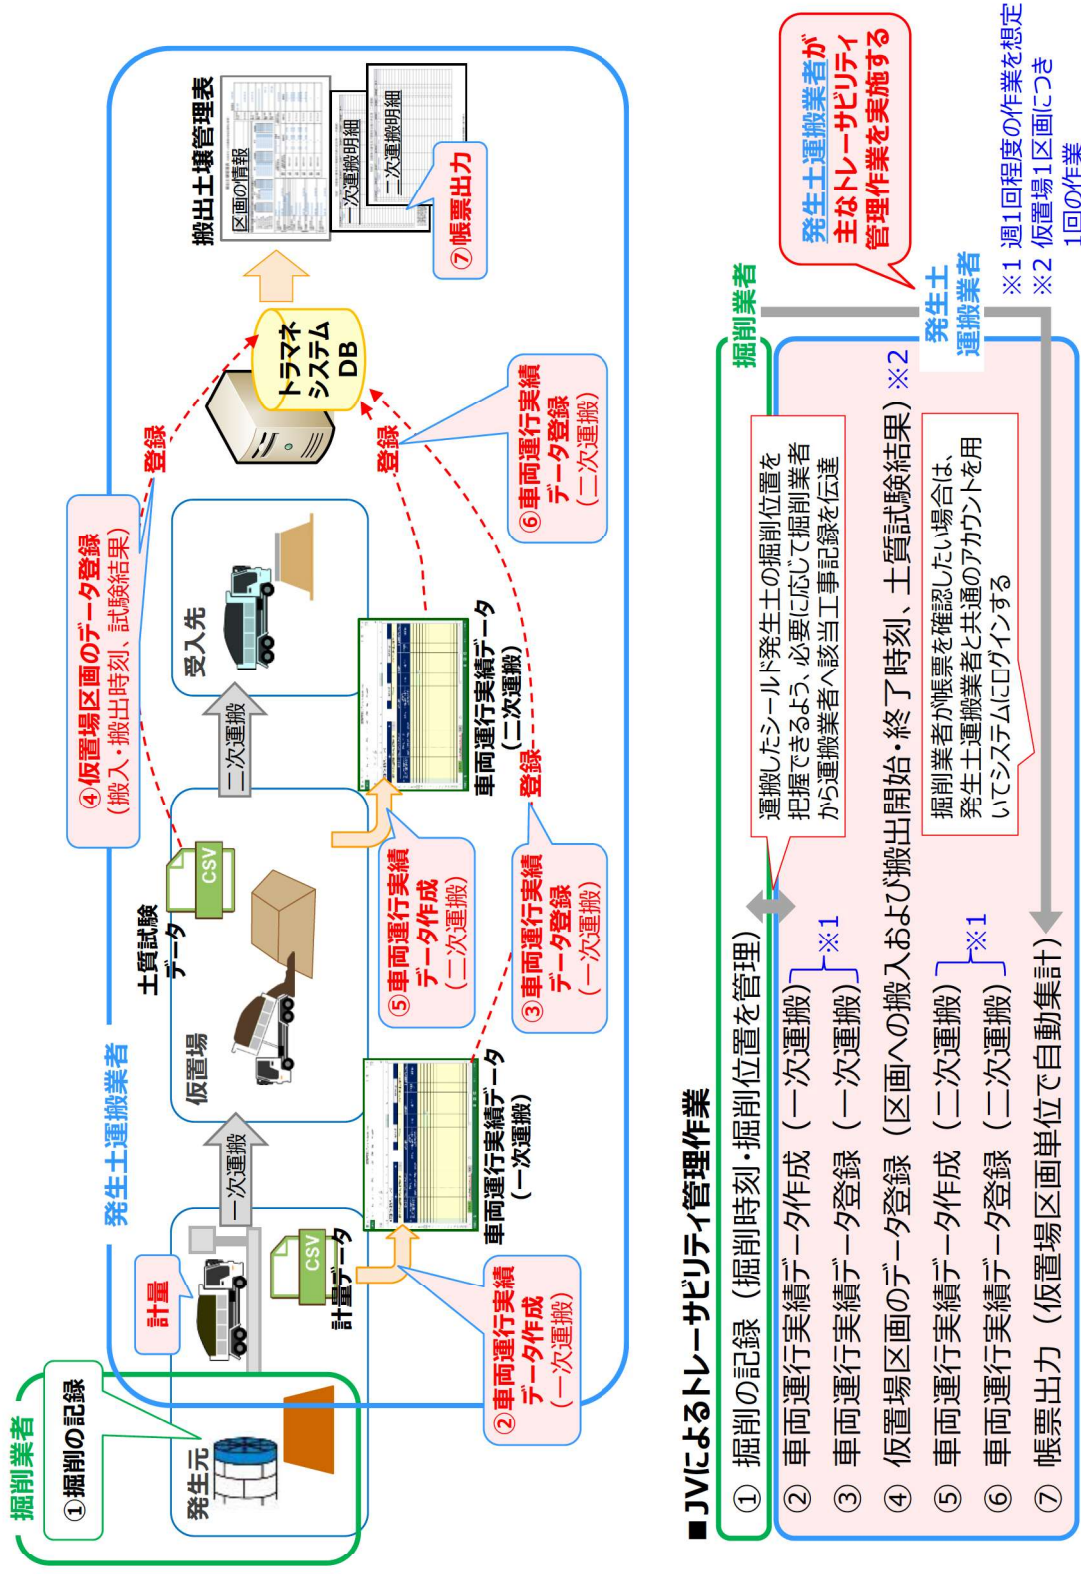 掘削業者
発生土運搬業者
①掘削の記録
発生元
計量
CSV
計量データ
一次運搬
②車両運行実績
データ作成
（一次運搬）
車両運行実績データ
（一次運搬）
仮置場
土質試験
データ
CSV
③車両運行実績
データ登録
（一次運搬）
登録
④仮置場区画のデータ登録
（搬入・搬出時刻、試験結果）
登録
二次運搬
受入先
⑤車両運行実績
データ作成
（二次運搬）
車両運行実績データ
（二次運搬）
登録
⑥車両運行実績
データ登録
（二次運搬）
トラマネ
システム
DB
搬出土壌管理表
区画の情報
一次運搬明細
二次運搬明細
⑦帳票出力
■JVによるトレーサビリティ管理作業
① 掘削の記録（掘削時刻・掘削位置を管理）
② 車両運行実績データ作成（一次運搬）
③ 車両運行実績データ登録（一次運搬）
※1
④ 仮置場区画のデータ登録（区画への搬入および搬出開始・終了時刻、土質試験結果）※2
⑤ 車両運行実績データ作成（二次運搬）
⑥ 車両運行実績データ登録（二次運搬）
※1
⑦ 帳票出力（仮置場区画単位で自動集計）
運搬したシールド発生土の掘削位置を
把握できるよう、必要に応じて掘削業者
から運搬業者へ該当工事記録を伝達
掘削業者が帳票を確認したい場合は、
発生土運搬業者と共通のアカウントを用
いてシステムにログインする
掘削業者
発生土
運搬業者
発生土運搬業者が
主なトレーサビリティ
管理作業を実施する
※1 週1回程度の作業を想定
※2 仮置場1区画につき
1回の作業